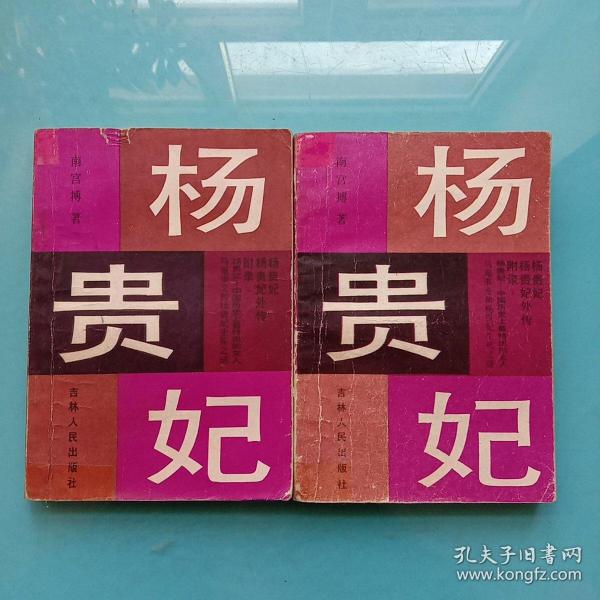 杨
贵
妃
南宫搏 著
杨贵妃
杨贵妃外传
附录:
吉林人民出版社
杨
贵
妃
南宫搏 著
杨贵妃
杨贵妃外传
附录:
吉林人民出版社
孔夫子旧书网
www.kongfz.com